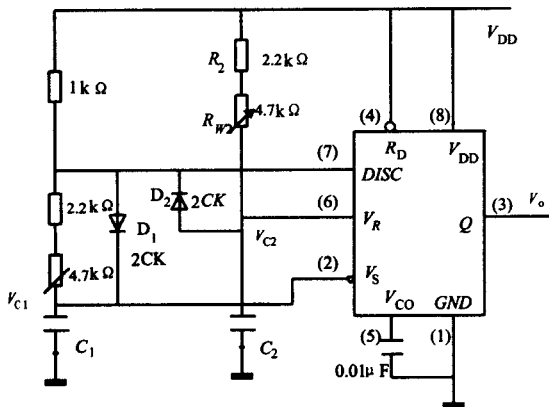 V_DD
R_2 2.2kΩ
1kΩ
R_W2 4.7kΩ
(4) (8)
R_D V_DD
(7)
DISC
D_2 2CK
2.2kΩ
D_1
2CK
(6)
V_R
Q
(3) V_o
V_C2
(2)
V_S
4.7kΩ
V_C1
V_CO GND
C_1
C_2
(5) (1)
0.01μF